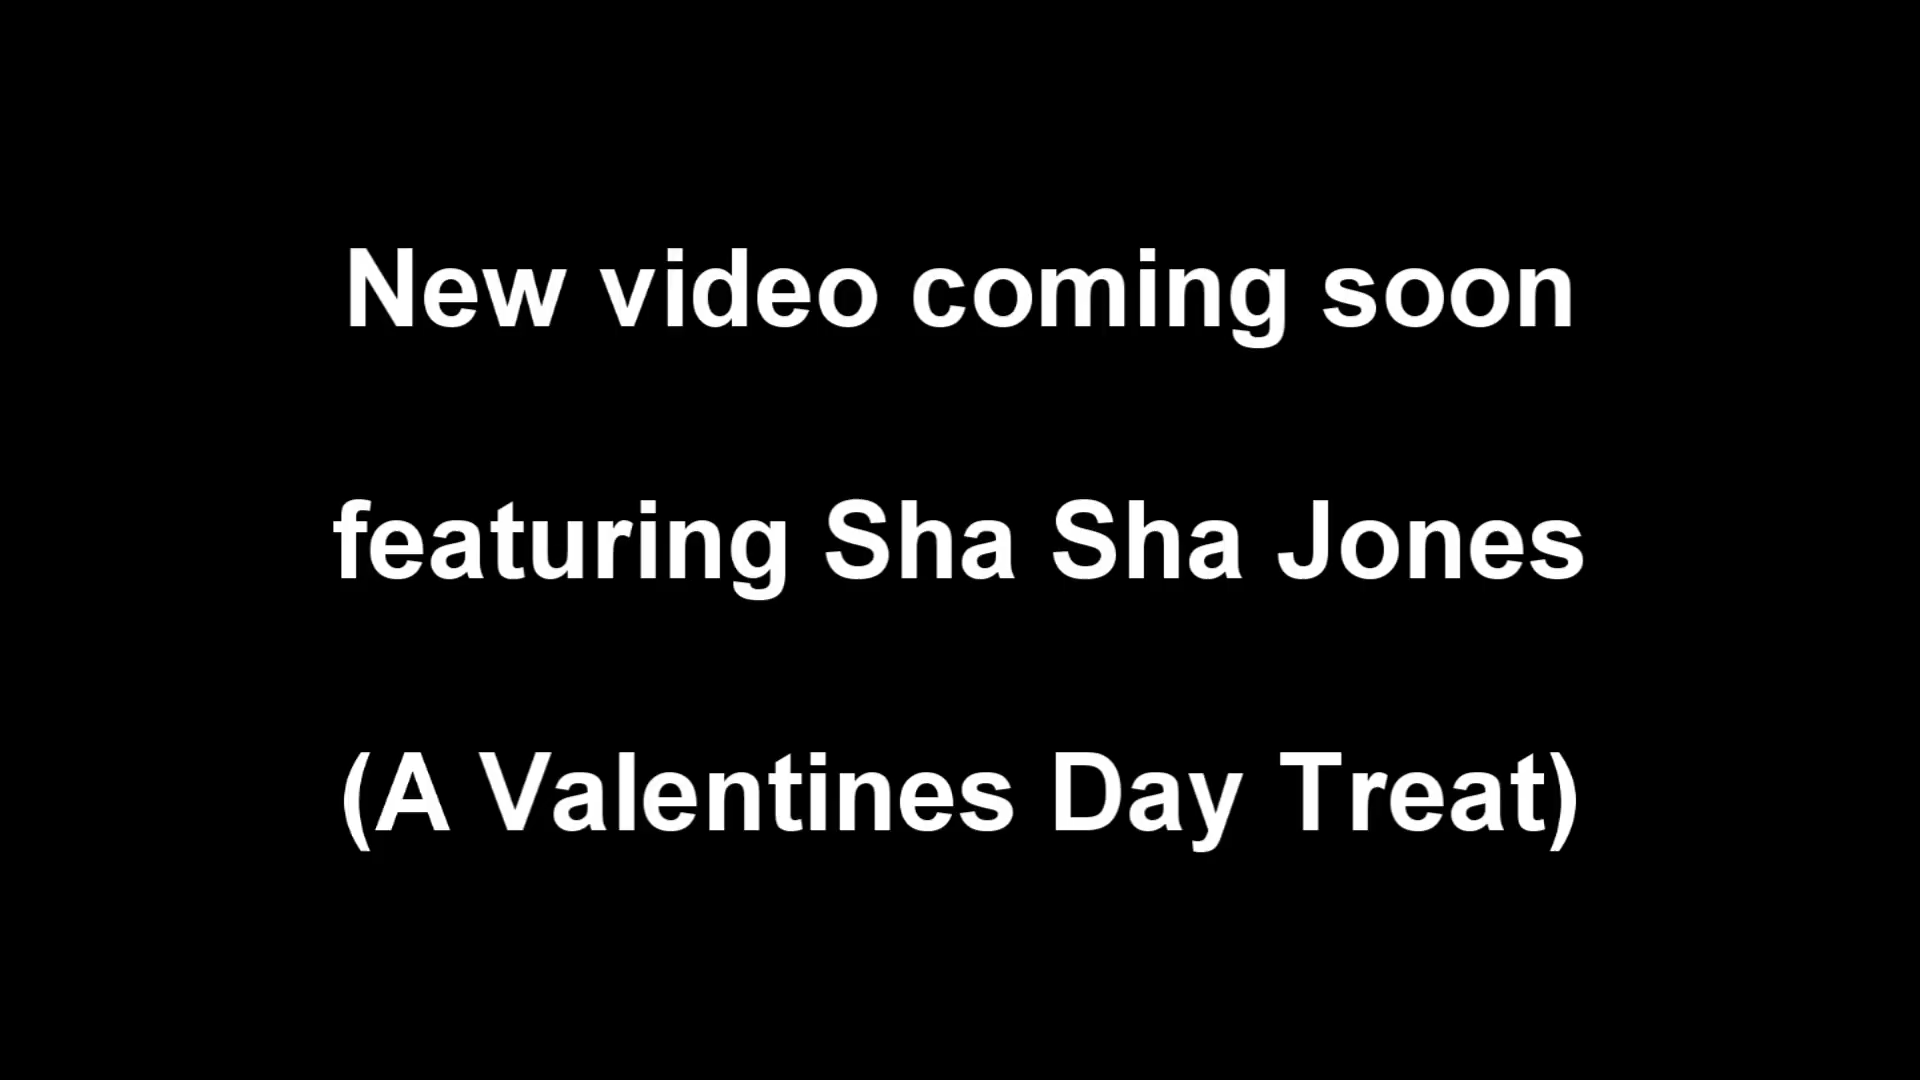 New video coming soon
featuring Sha Sha Jones
(A Valentines Day Treat)